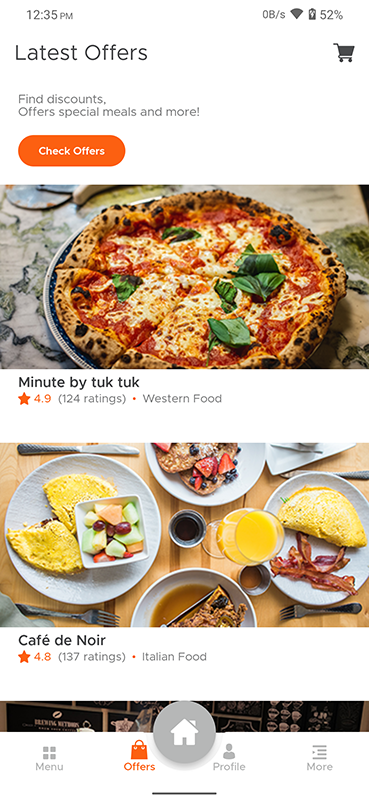 12:35 PM
0B/s 52%
Latest Offers
Find discounts,
Offers special meals and more!
Check Offers
Minute by tuk tuk
4.9 (124 ratings) • Western Food
Café de Noir
4.8 (137 ratings) • Italian Food
BREWING METHODS
Menu
Offers
Profile
More